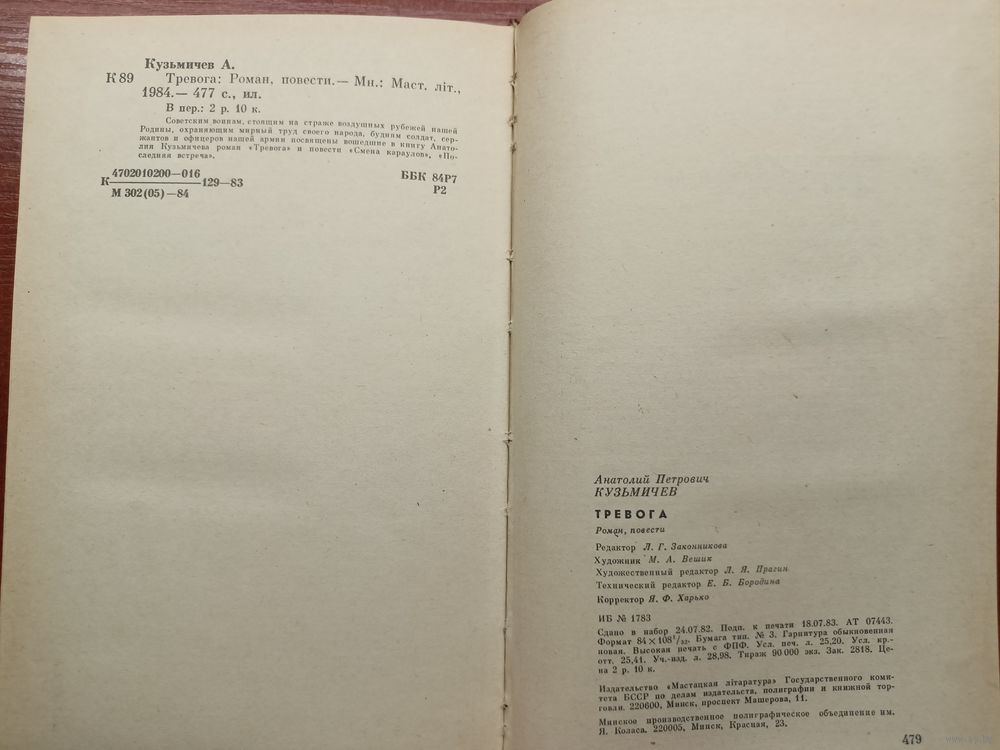 Кузьмичев А.
К 89 Тревога: Роман, повести.— Мн.: Маст. літ.,
1984.— 477 с., ил.
В пер.: 2 р. 10 к.
Советским воинам, стоящим на страже воздушных рубежей нашей
Родины, охраняющим мирный труд своего народа, будням солдат, сер-
жантов и офицеров нашей армии посвящены вошедшие в книгу Анато-
лия Кузьмичева роман «Тревога» и повести «Смена караулов», «По-
следняя встреча».
4702010200—016
К 129—83
М 302(05)—84
ББК 84Р7
Р2
Анатолий Петрович
КУЗЬМИЧЕВ
ТРЕВОГА
Роман, повести
Редактор Л. Г. Законникова
Художник М. А. Вешик
Художественный редактор Л. Я. Прагин
Технический редактор Е. Б. Бородина
Корректор Я. Ф. Харько
ИБ № 1783
Сдано в набор 24.07.82. Подп. к печати 18.07.83. АТ 07443.
Формат 84×108¹/₃₂. Бумага тип. № 3. Гарнитура обыкновенная
новая. Высокая печать с ФПФ. Усл. печ. л. 25,20. Усл. кр.-
отт. 25,41. Уч.-изд. л. 28,98. Тираж 90 000 экз. Зак. 2818. Це-
на 2 р. 10 к.
Издательство «Мастацкая літаратура» Государственного коми-
тета БССР по делам издательств, полиграфии и книжной тор-
говли. 220600, Минск, проспект Машерова, 11.
Минское производственное полиграфическое объединение им.
Я. Коласа. 220005, Минск, Красная, 23.
479